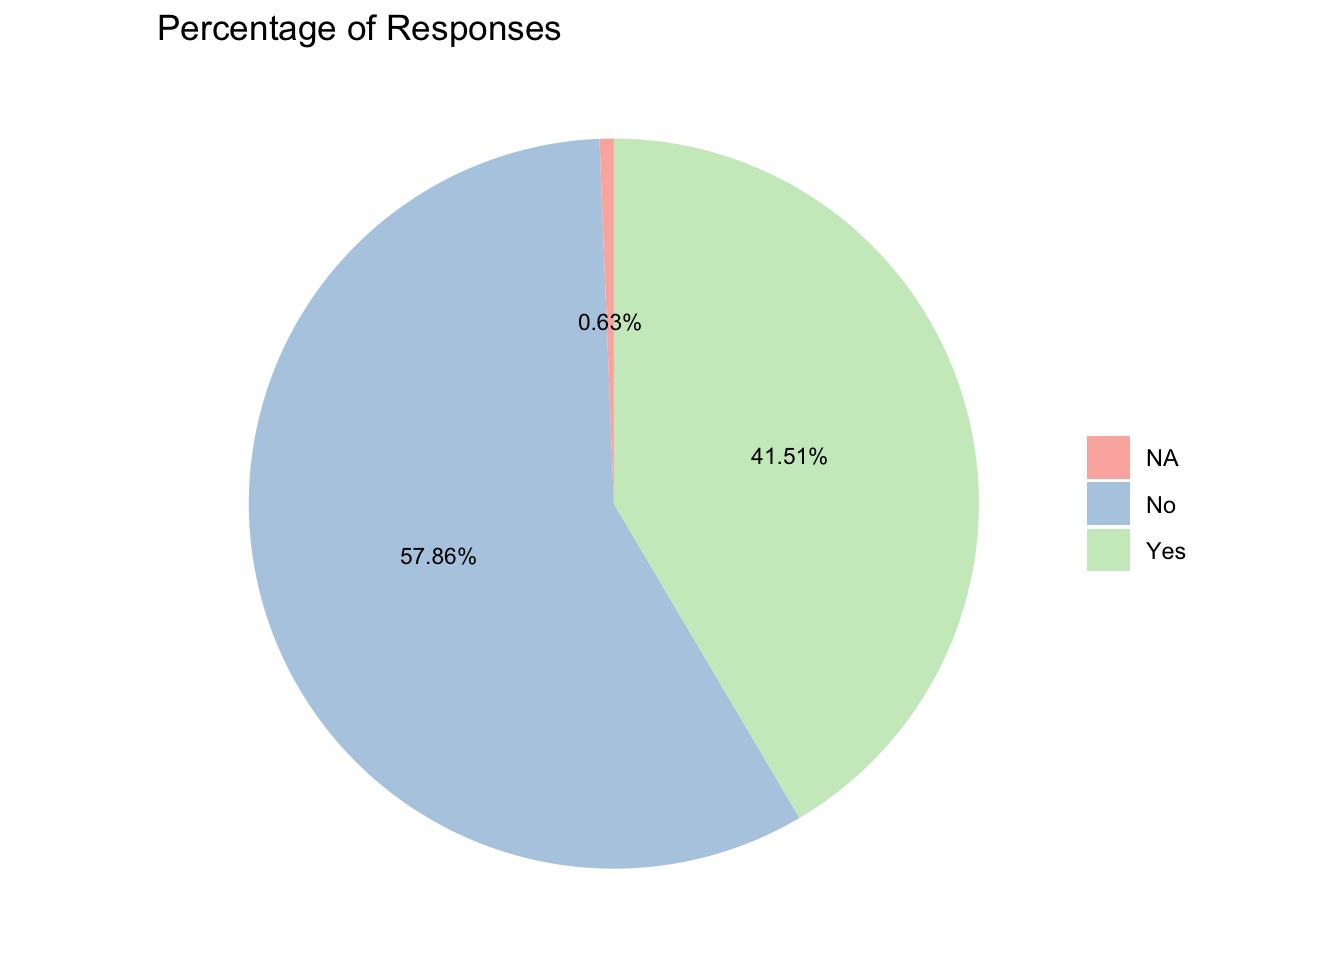 Percentage of Responses
0.63%
41.51%
57.86%
NA
No
Yes